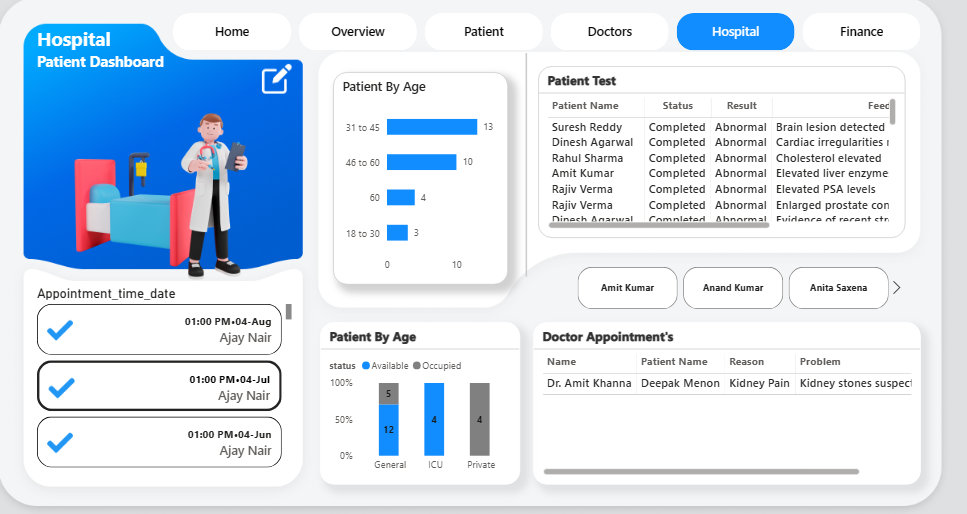 Hospital
Patient Dashboard
Home
Overview
Patient
Doctors
Hospital
Finance
Patient By Age
31 to 45 13
46 to 60 10
60 4
18 to 30 3
0 10
Patient Test
Patient Name Status Result Feec
Suresh Reddy Completed Abnormal Brain lesion detected
Dinesh Agarwal Completed Abnormal Cardiac irregularities
Rahul Sharma Completed Abnormal Cholesterol elevated
Amit Kumar Completed Abnormal Elevated liver enzyme
Rajiv Verma Completed Abnormal Elevated PSA levels
Rajiv Verma Completed Abnormal Enlarged prostate con
Dinesh Agarwal Completed Abnormal Evidence of recent str
Amit Kumar
Anand Kumar
Anita Saxena
Appointment_time_date
01:00 PM•04-Aug
Ajay Nair
01:00 PM•04-Jul
Ajay Nair
01:00 PM•04-Jun
Ajay Nair
Patient By Age
status Available Occupied
100%
50%
0%
5
12
4
4
General ICU Private
Doctor Appointment's
Name Patient Name Reason Problem
Dr. Amit Khanna Deepak Menon Kidney Pain Kidney stones suspect